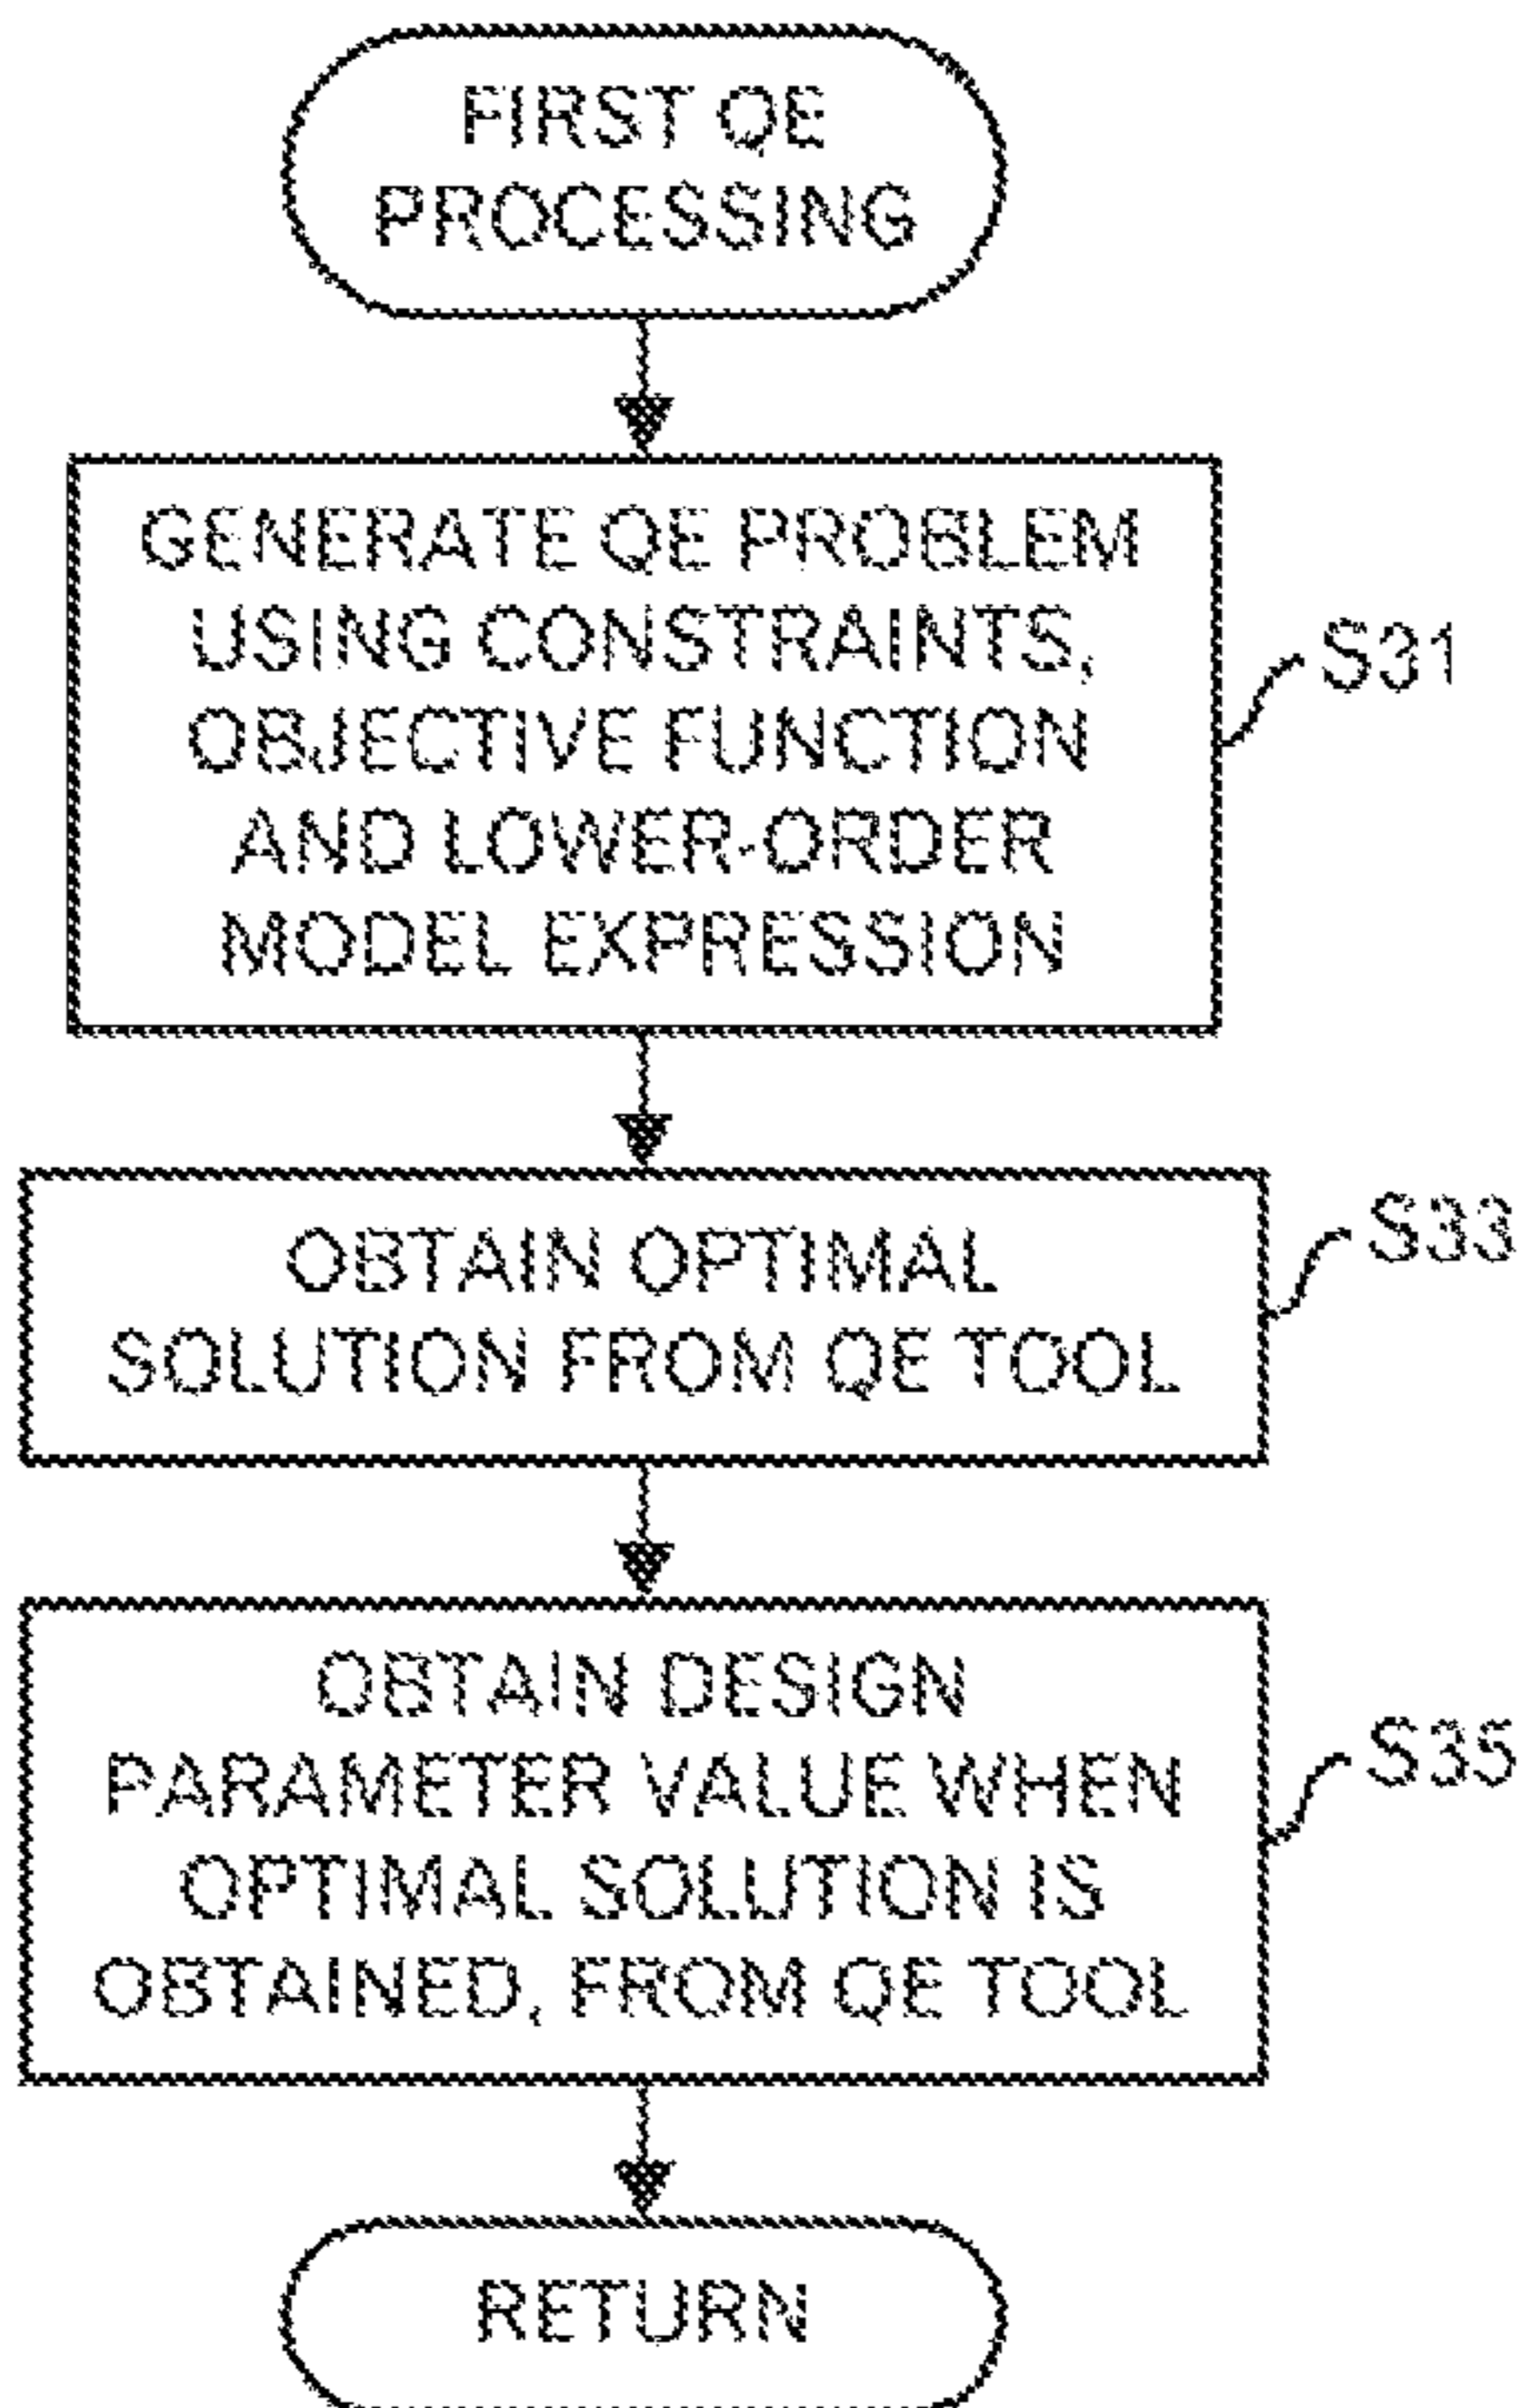 FIRST QE
PROCESSING
GENERATE QE PROBLEM
USING CONSTRAINTS,
OBJECTIVE FUNCTION
AND LOWER-ORDER
MODEL EXPRESSION
S31
OBTAIN OPTIMAL
SOLUTION FROM QE TOOL
S33
OBTAIN DESIGN
PARAMETER VALUE WHEN
OPTIMAL SOLUTION IS
OBTAINED, FROM QE TOOL
S35
RETURN